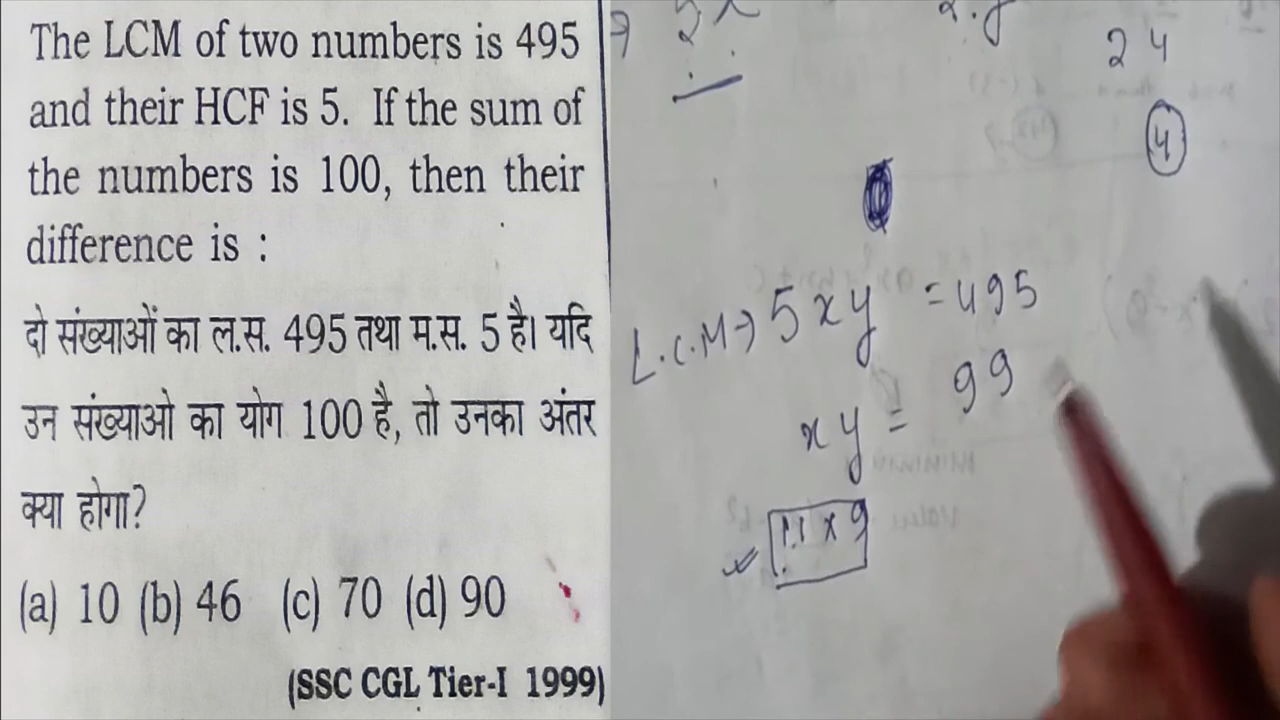 The LCM of two numbers is 495
and their HCF is 5. If the sum of
the numbers is 100, then their
difference is :
दो संख्याओं का ल.स. 495 तथा म.स. 5 है। यदि
उन संख्याओ का योग 100 है, तो उनका अंतर
क्या होगा?
(a) 10 (b) 46 (c) 70 (d) 90
(SSC CGL Tier-I 1999)
24
4
L.C.M→ 5xy = 495
xy = 99
11 x 9